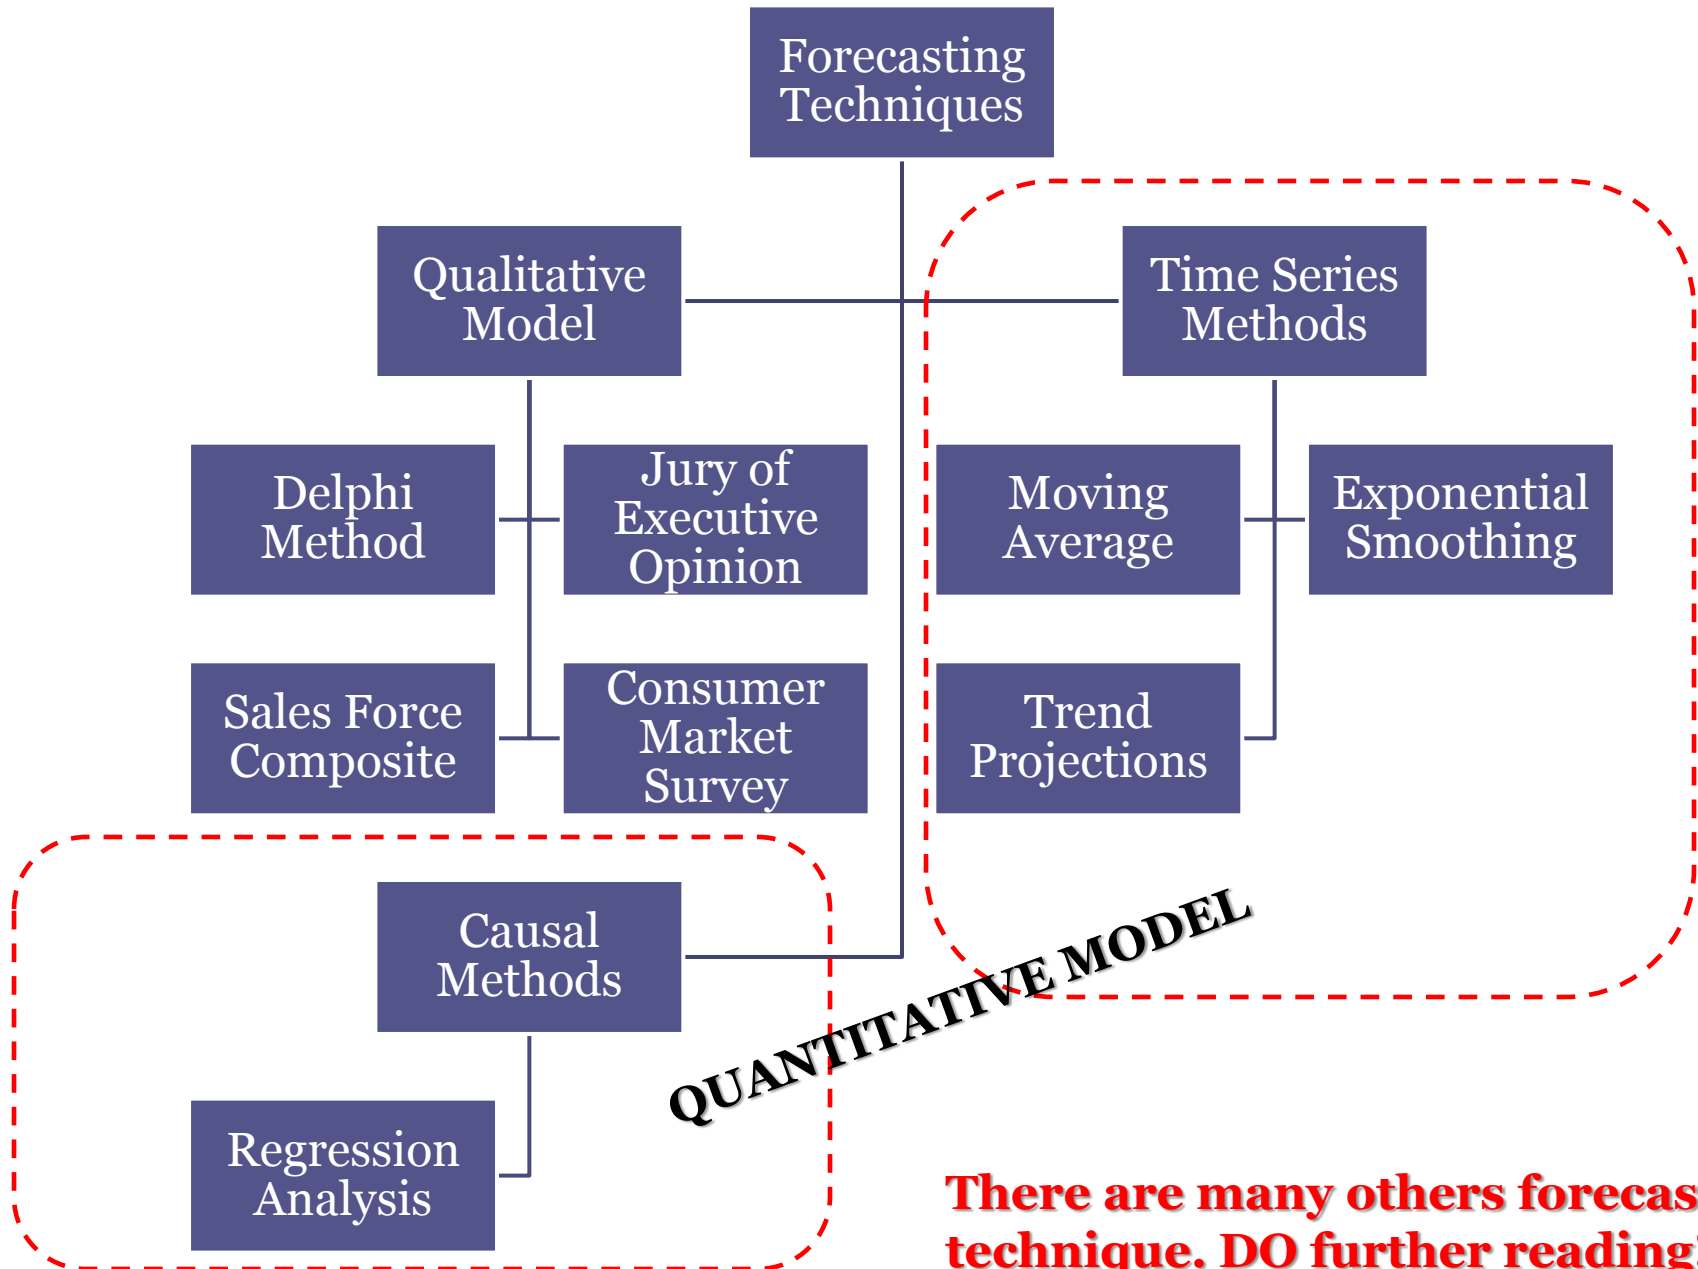 Forecasting
Techniques
Qualitative
Model
Time Series
Methods
Delphi
Method
Jury of
Executive
Opinion
Moving
Average
Exponential
Smoothing
Sales Force
Composite
Consumer
Market
Survey
Trend
Projections
Causal
Methods
QUANTITATIVE MODEL
Regression
Analysis
There are many others forecas
technique. DO further reading